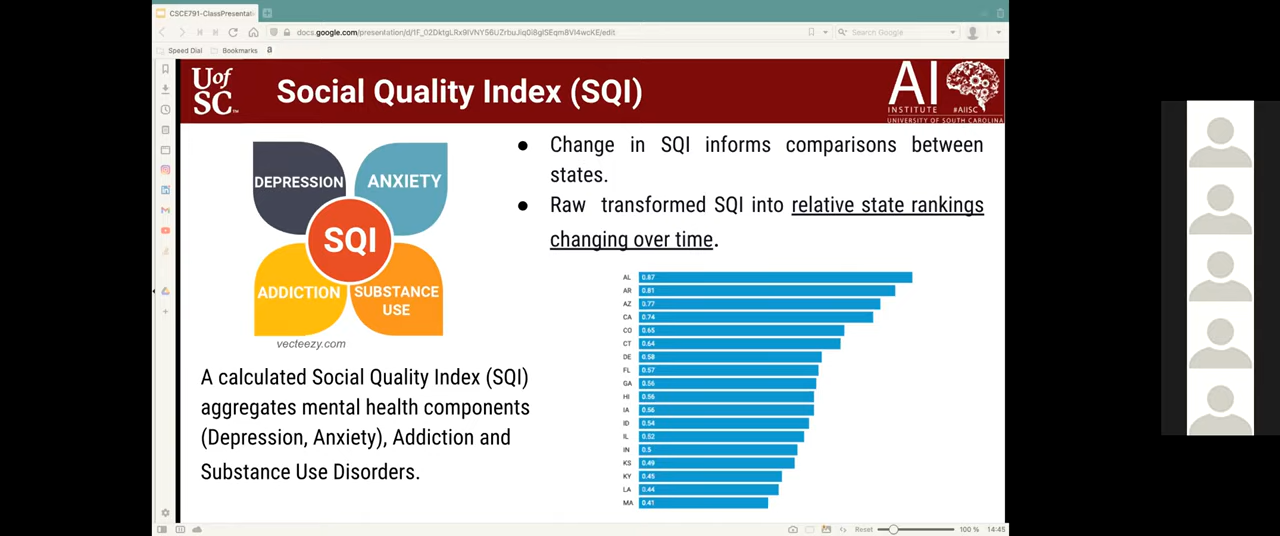 CSCE791-ClassPresentat
docs.google.com/presentation/d/
Search Google
Speed Dial
Bookmarks
a
U of SC
Social Quality Index (SQI)
AI
INSTITUTE
#AIISC
UNIVERSITY OF SOUTH CAROLINA
DEPRESSION
ANXIETY
SQI
ADDICTION
SUBSTANCE
USE
vecteezy.com
A calculated Social Quality Index (SQI)
aggregates mental health components
(Depression, Anxiety), Addiction and
Substance Use Disorders.
● Change in SQI informs comparisons between
states.
● Raw transformed SQI into relative state rankings
changing over time.
AL 0.87
AR 0.81
AZ 0.77
CA 0.74
CO 0.65
CT 0.64
DE 0.58
FL 0.57
GA 0.56
HI 0.56
IA 0.56
ID 0.54
IL 0.52
IN 0.5
KS 0.49
KY 0.45
LA 0.44
MA 0.41
Reset
100 %
14:45